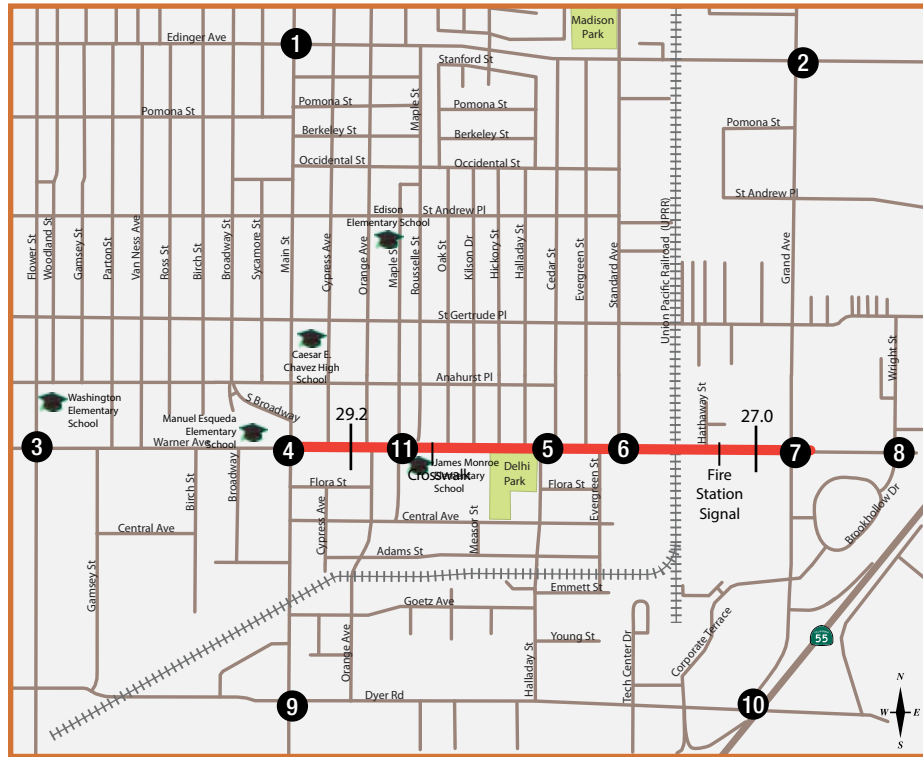 Madison
Park
Edinger Ave
1
2
Stanford St
Maple St
Pomona St
Pomona St
Pomona St
Pomona St
Berkeley St
Berkeley St
Occidental St
Occidental St
St Andrew Pl
Edison
Elementary School
St Andrew Pl
Union Pacific Railroad (UPRR)
Flower St
Woodland St
Gamsey St
Parton St
Van Ness Ave
Ross St
Birch St
Broadway St
Sycamore St
Main St
Cypress Ave
Orange Ave
Maple St
Rousselle St
Oak St
Kilson Dr
Hickory St
Halladay St
Cedar St
Evergreen St
Standard Ave
Grand Ave
St Gertrude Pl
Caesar E.
Chavez High
School
Wright St
Anahurst Pl
Washington
Elementary
School
S Broadway
Hathaway St
Manuel Esqueda
Elementary
School
29.2
27.0
3
Warner Ave
4
11
5
6
7
8
Crosswalk
James Monroe
Elementary
School
Delhi
Park
Fire
Station
Signal
Birch St
Broadway
Flora St
Flora St
Evergreen St
Cypress Ave
Central Ave
Central Ave
Measor St
Brookhollow Dr
Adams St
Gamsey St
Emmett St
Goetz Ave
Young St
Orange Ave
Halladay St
Tech Center Dr
Corporate Terrace
55
9
Dyer Rd
10
N
W E
S